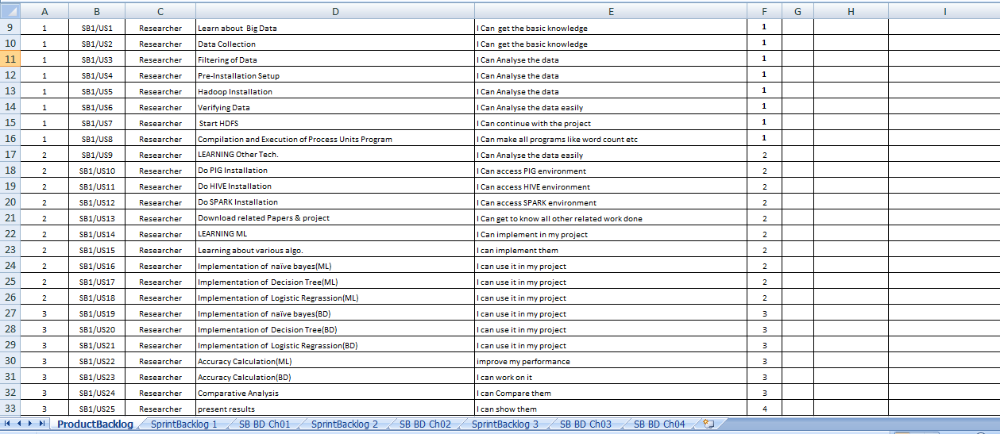 A B C D E F G H I
9 1 SB1/US1 Researcher Learn about Big Data I Can get the basic knowledge 1
10 1 SB1/US2 Researcher Data Collection I Can get the basic knowledge 1
11 1 SB1/US3 Researcher Filtering of Data I Can Analyse the data 1
12 1 SB1/US4 Researcher Pre-Installation Setup I Can Analyse the data 1
13 1 SB1/US5 Researcher Hadoop Installation I Can Analyse the data 1
14 1 SB1/US6 Researcher Verifying Data I Can Analyse the data easily 1
15 1 SB1/US7 Researcher Start HDFS I Can continue with the project 1
16 1 SB1/US8 Researcher Compilation and Execution of Process Units Program I Can make all programs like word count etc 1
17 2 SB1/US9 Researcher LEARNING Other Tech. I Can Analyse the data easily 2
18 2 SB1/US10 Researcher Do PIG Installation I Can access PIG environment 2
19 2 SB1/US11 Researcher Do HIVE Installation I Can access HIVE environment 2
20 2 SB1/US12 Researcher Do SPARK Installation I Can access SPARK environment 2
21 2 SB1/US13 Researcher Download related Papers & project I Can get to know all other related work done 2
22 2 SB1/US14 Researcher LEARNING ML I Can implement in my project 2
23 2 SB1/US15 Researcher Learning about various algo. I can implement them 2
24 2 SB1/US16 Researcher Implementation of naïve bayes(ML) I can use it in my project 2
25 2 SB1/US17 Researcher Implementation of Decision Tree(ML) I can use it in my project 2
26 2 SB1/US18 Researcher Implementation of Logistic Regrassion(ML) I can use it in my project 2
27 3 SB1/US19 Researcher Implementation of naïve bayes(BD) I can use it in my project 3
28 3 SB1/US20 Researcher Implementation of Decision Tree(BD) I can use it in my project 3
29 3 SB1/US21 Researcher Implementation of Logistic Regrassion(BD) I can use it in my project 3
30 3 SB1/US22 Researcher Accuracy Calculation(ML) improve my performance 3
31 3 SB1/US23 Researcher Accuracy Calculation(BD) I can work on it 3
32 3 SB1/US24 Researcher Comparative Analysis I can Compare them 3
33 3 SB1/US25 Researcher present results I can show them 4
ProductBacklog SprintBacklog 1 SB BD Ch01 SprintBacklog 2 SB BD Ch02 SprintBacklog 3 SB BD Ch03 SB BD Ch04